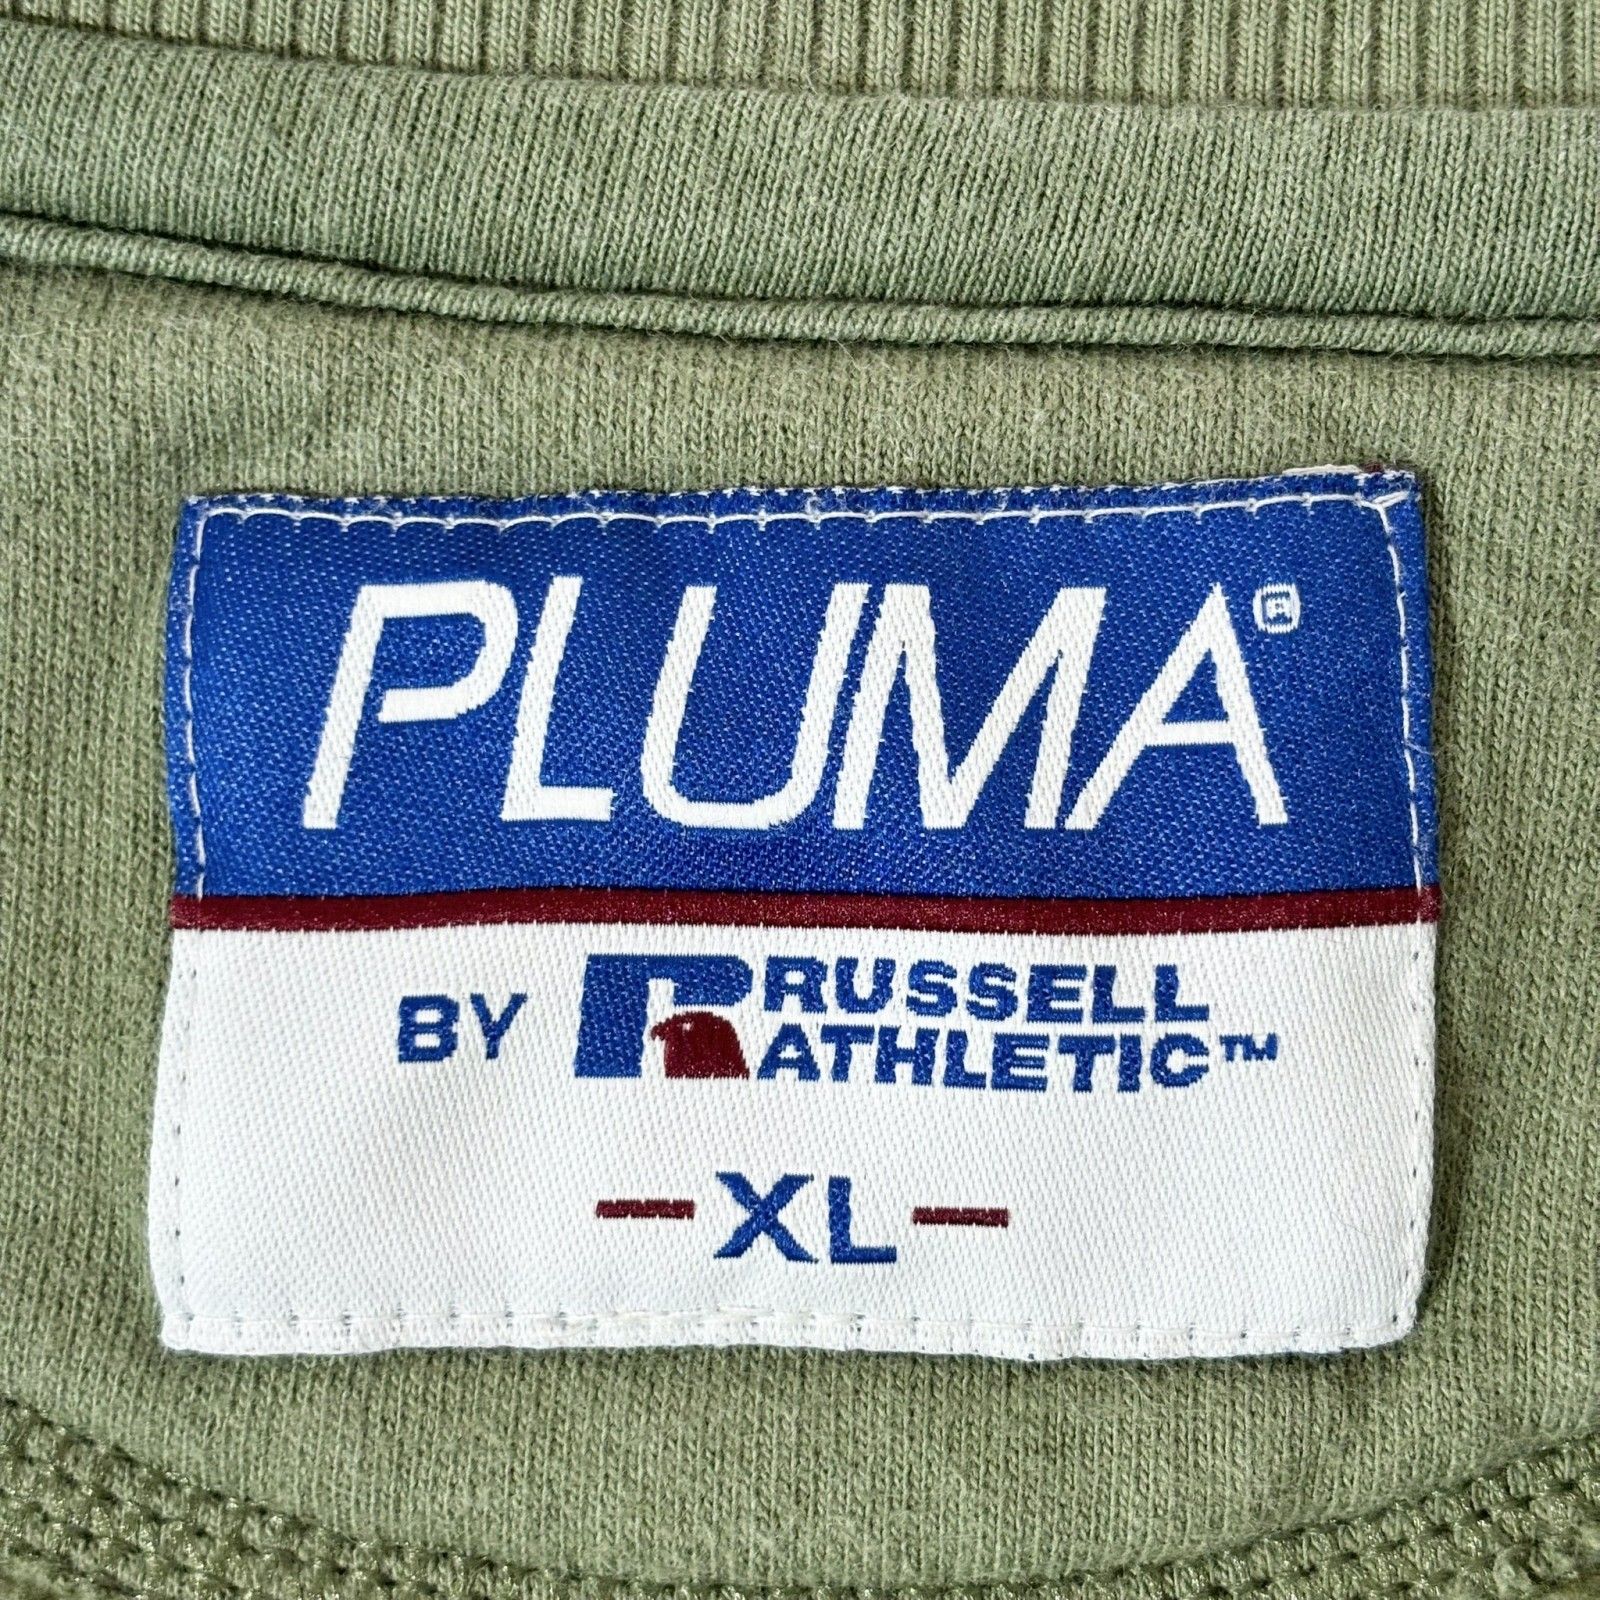 PLUMA®
BY RUSSELL
ATHLETIC™
-XL-